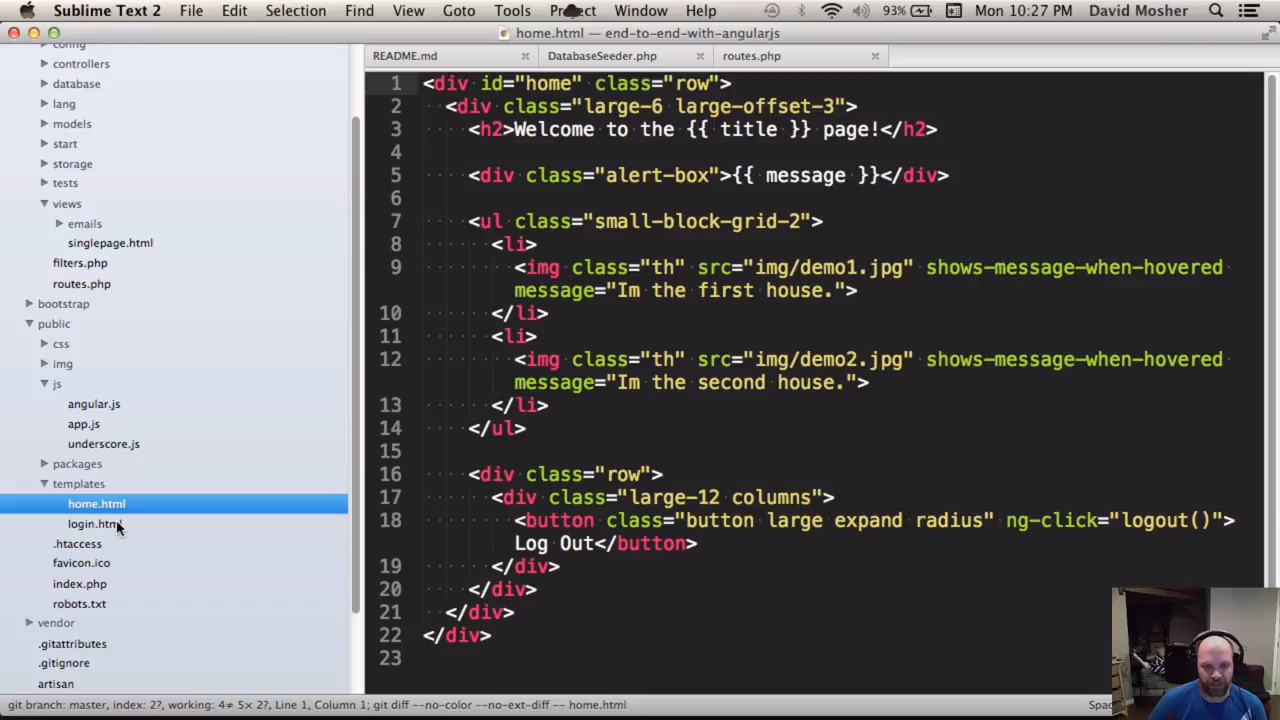 Sublime Text 2 File Edit Selection Find View Goto Tools Project Window Help 93% Mon 10:27 PM David Mosher
home.html — end-to-end-with-angularjs
config
controllers
database
lang
models
start
storage
tests
views
emails
singlepage.html
filters.php
routes.php
bootstrap
public
css
img
js
angular.js
app.js
underscore.js
packages
templates
home.html
login.html
.htaccess
favicon.ico
index.php
robots.txt
vendor
.gitattributes
.gitignore
artisan
README.md DatabaseSeeder.php routes.php
1 <div id="home" class="row">
2 <div class="large-6 large-offset-3">
3 <h2>Welcome to the {{ title }} page!</h2>
4
5 <div class="alert-box">{{ message }}</div>
6
7 <ul class="small-block-grid-2">
8 <li>
9 <img class="th" src="img/demo1.jpg" shows-message-when-hovered
message="Im the first house.">
10 </li>
11 <li>
12 <img class="th" src="img/demo2.jpg" shows-message-when-hovered
message="Im the second house.">
13 </li>
14 </ul>
15
16 <div class="row">
17 <div class="large-12 columns">
18 <button class="button large expand radius" ng-click="logout()">
Log Out</button>
19 </div>
20 </div>
21 </div>
22 </div>
23
git branch: master, index: 2?, working: 4≠ 5× 2?, Line 1, Column 1; git diff --no-color --no-ext-diff -- home.html